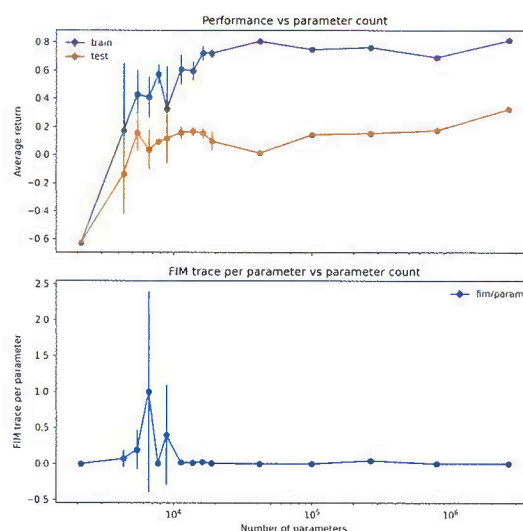 Performance vs parameter count
train
test
0.8
0.6
0.4
0.2
0.0
-0.2
-0.4
-0.6
Average return
FIM trace per parameter vs parameter count
fim/param
2.5
2.0
1.5
1.0
0.5
0.0
-0.5
FIM trace per parameter
10⁴
10⁵
10⁶
Number of parameters